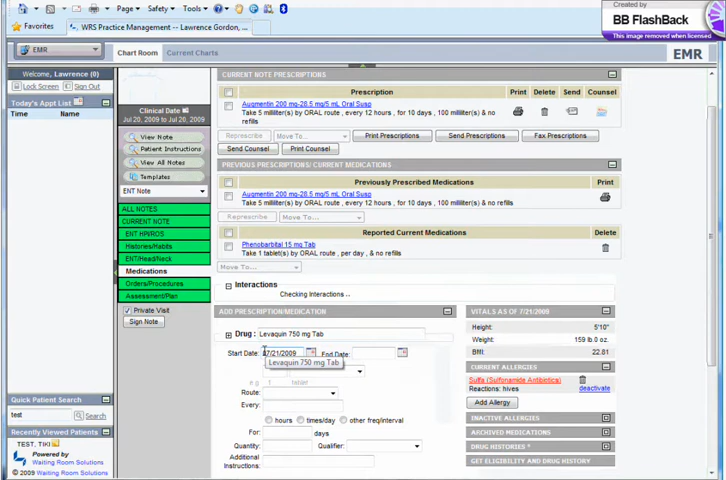 Page Safety Tools
Created by
BB FlashBack
This image removed when licensed
Favorites WRS Practice Management -- Lawrence Gordon, ...
EMR Chart Room Current Charts EMR
Welcome, Lawrence (0)
Lock Screen Sign Out
Today's Appt List
Time Name
Clinical Date
Jul 20, 2009 to Jul 20, 2009
View Note
Patient Instructions
View All Notes
Templates
ENT Note
ALL NOTES
CURRENT NOTE
ENT HPI/ROS
Histories/Habits
ENT/Head/Neck
Medications
Orders/Procedures
Assessment/Plan
Private Visit
Sign Note
Quick Patient Search
test Search
Recently Viewed Patients
TEST, TIKI
Powered by
Waiting Room Solutions
© 2009 Waiting Room Solutions
CURRENT NOTE PRESCRIPTIONS
Prescription Print Delete Send Counsel
Augmentin 200 mg-28.5 mg/5 mL Oral Susp
Take 5 milliliter(s) by ORAL route , every 12 hours , for 10 days, 100 milliliter(s) & no
refills
Represcribe Move To... Print Prescriptions Send Prescriptions Fax Prescriptions
Send Counsel Print Counsel
PREVIOUS PRESCRIPTIONS/ CURRENT MEDICATIONS
Previously Prescribed Medications Print
Augmentin 200 mg-28.5 mg/5 mL Oral Susp
Take 5 milliliter(s) by ORAL route , every 12 hours , for 10 days, 100 milliliter(s) & no refills
Represcribe Move To...
Reported Current Medications Delete
Phenobarbital 15 mg Tab
Take 1 tablet(s) by ORAL route , per day , & no refills
Move To...
Interactions
Checking Interactions ..
ADD PRESCRIPTION/MEDICATION
Drug : Levaquin 750 mg Tab
Start Date: 07/21/2009 End Date:
Levaquin 750 mg Tab
e.g 1 tablet
Route:
Every:
hours times/day other freq/interval
For: days
Quantity: Qualifier:
Additional
Instructions:
VITALS AS OF 7/21/2009
Height: 5'10"
Weight: 159 lb.0 oz.
BMI: 22.81
CURRENT ALLERGIES
Sulfa (Sulfonamide Antibiotics)
Reactions: hives deactivate
Add Allergy
INACTIVE ALLERGIES
ARCHIVED MEDICATIONS
DRUG HISTORIES *
GET ELIGIBILITY AND DRUG HISTORY